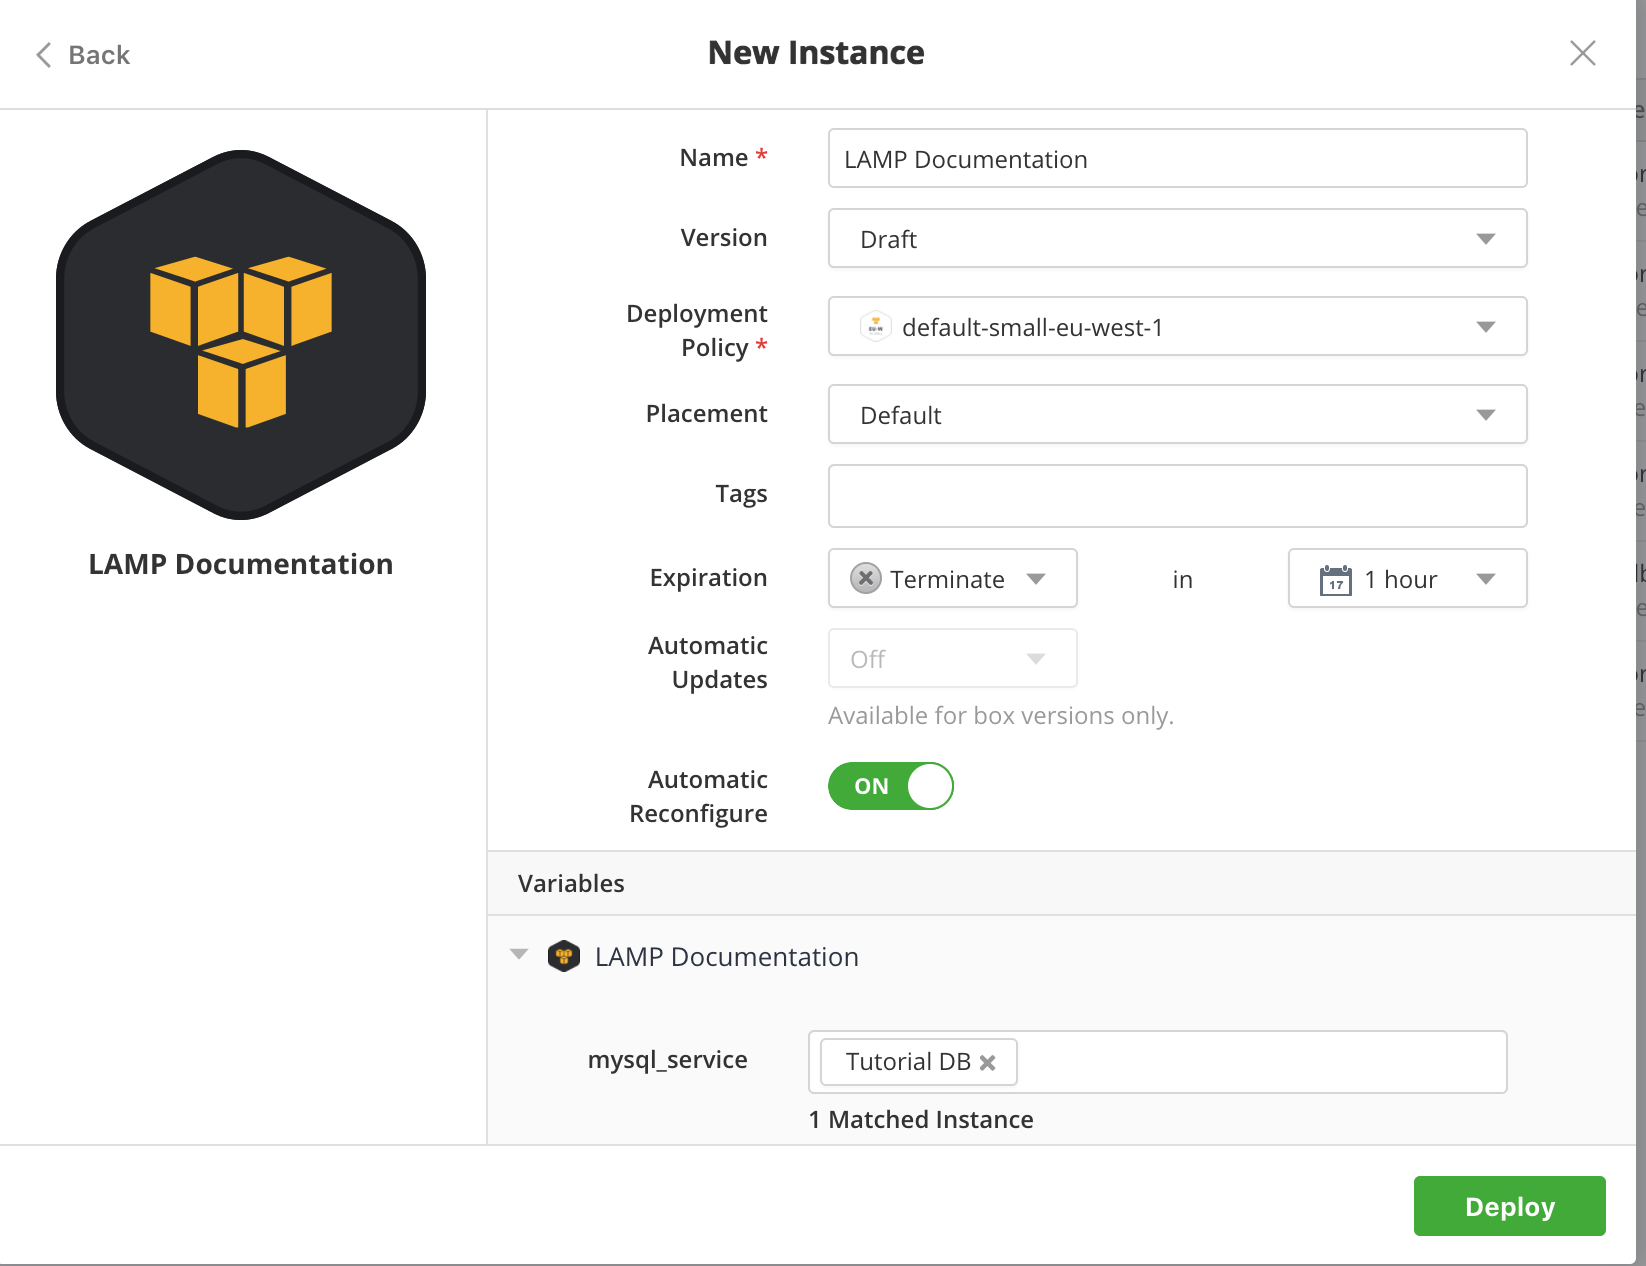 Back
New Instance
LAMP Documentation
Name *
LAMP Documentation
Version
Draft
Deployment
Policy *
default-small-eu-west-1
Placement
Default
Tags
Expiration
Terminate
in
17
1 hour
Automatic
Updates
Off
Available for box versions only.
Automatic
Reconfigure
ON
Variables
LAMP Documentation
mysql_service
Tutorial DB
1 Matched Instance
Deploy